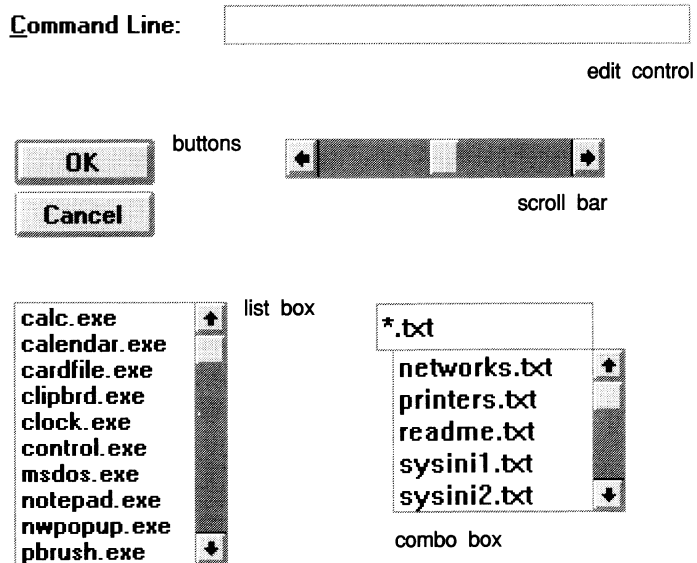 Command Line:
edit control
buttons
OK
Cancel
scroll bar
list box
calc.exe
calendar.exe
cardfile.exe
clipbrd.exe
clock.exe
control.exe
msdos.exe
notepad.exe
nwpopup.exe
pbrush.exe
*.txt
networks.txt
printers.txt
readme.txt
sysini1.txt
sysini2.txt
combo box